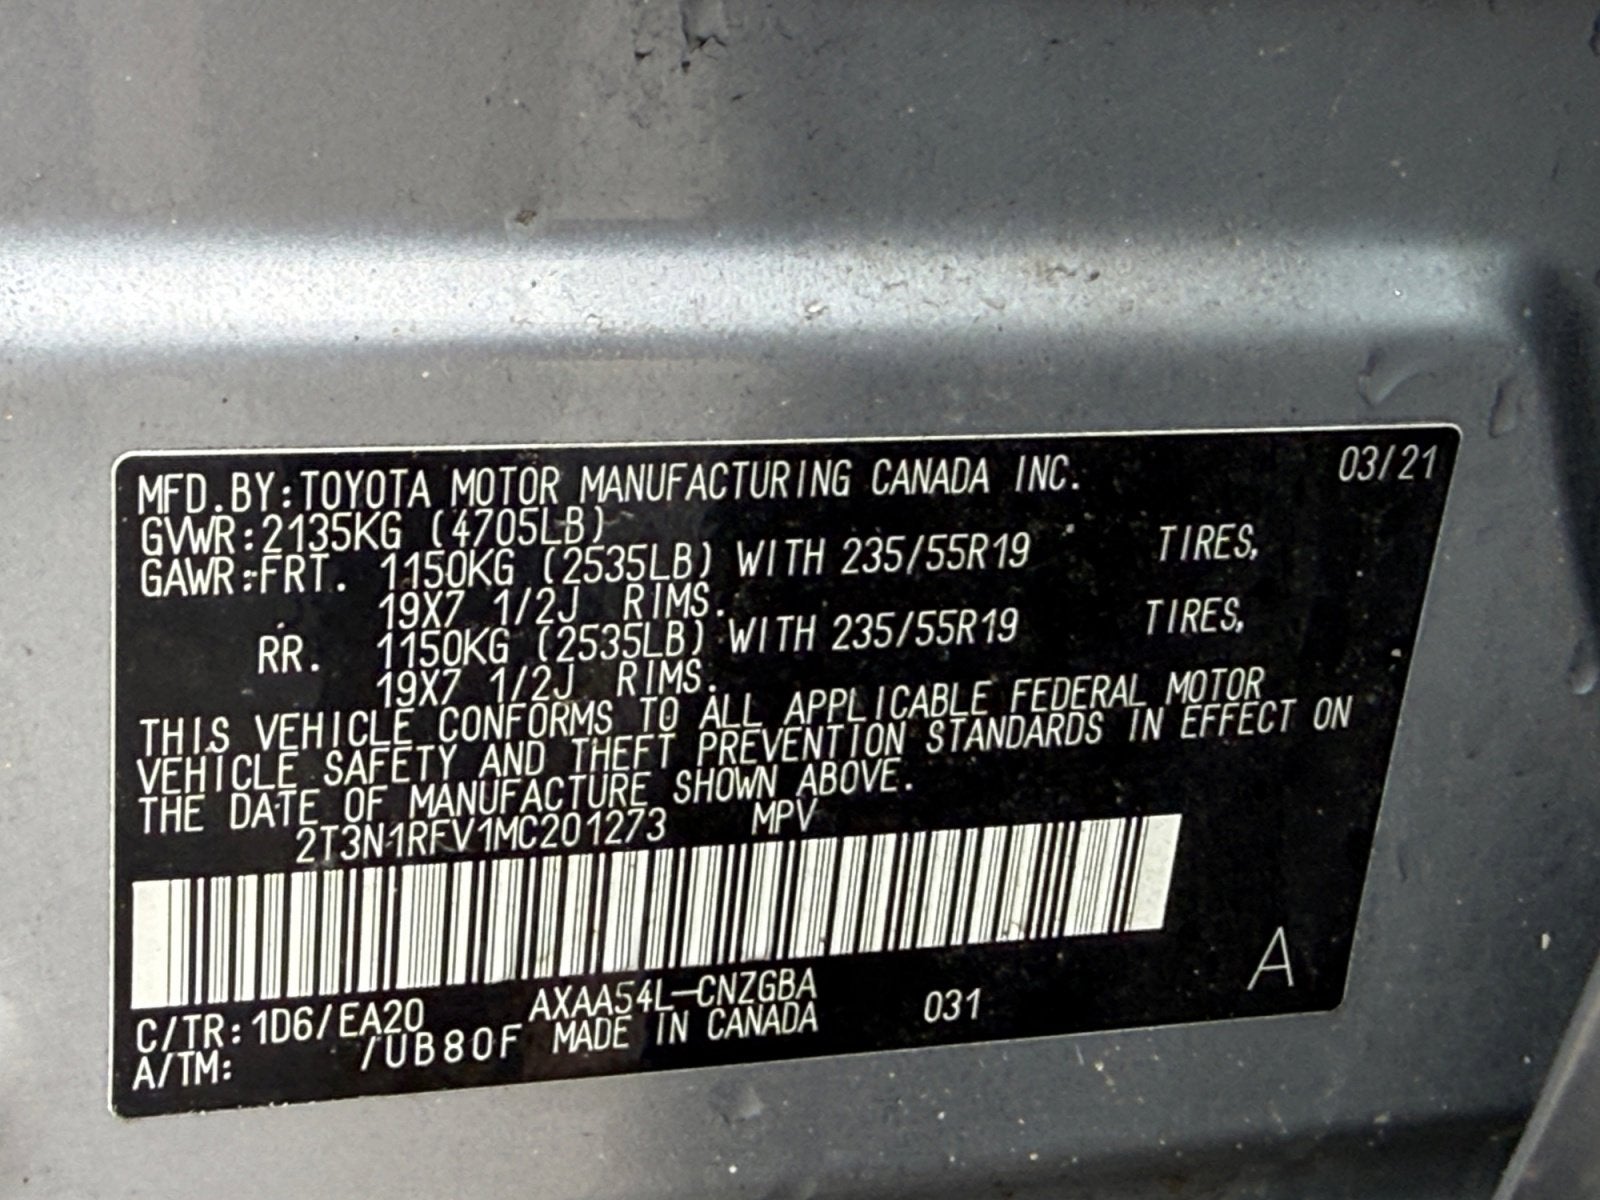 MFD.BY:TOYOTA MOTOR MANUFACTURING CANADA INC. 03/21
GVWR:2135KG (4705LB)
GAWR:FRT. 1150KG (2535LB) WITH 235/55R19 TIRES,
19X7 1/2J RIMS.
RR. 1150KG (2535LB) WITH 235/55R19 TIRES,
19X7 1/2J RIMS.
THIS VEHICLE CONFORMS TO ALL APPLICABLE FEDERAL MOTOR
VEHICLE SAFETY AND THEFT PREVENTION STANDARDS IN EFFECT ON
THE DATE OF MANUFACTURE SHOWN ABOVE.
2T3N1RFV1MC201273 MPV
A
C/TR:1D6/EA20 AXAA54L-CNZGBA
A/TM: /UB80F MADE IN CANADA 031